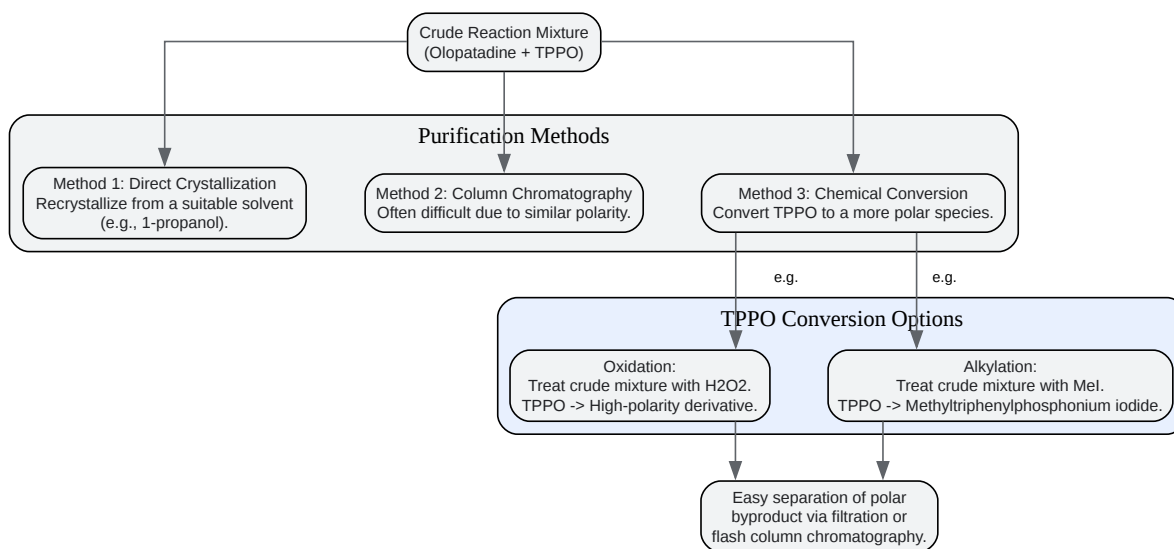 Crude Reaction Mixture
(Olopatadine + TPPO)
Purification Methods
Method 1: Direct Crystallization
Recrystallize from a suitable solvent
(e.g., 1-propanol).
Method 2: Column Chromatography
Often difficult due to similar polarity.
Method 3: Chemical Conversion
Convert TPPO to a more polar species.
e.g.
e.g.
TPPO Conversion Options
Oxidation:
Treat crude mixture with H2O2.
TPPO -> High-polarity derivative.
Alkylation:
Treat crude mixture with MeI.
TPPO -> Methyltriphenylphosphonium iodide.
Easy separation of polar
byproduct via filtration or
flash column chromatography.